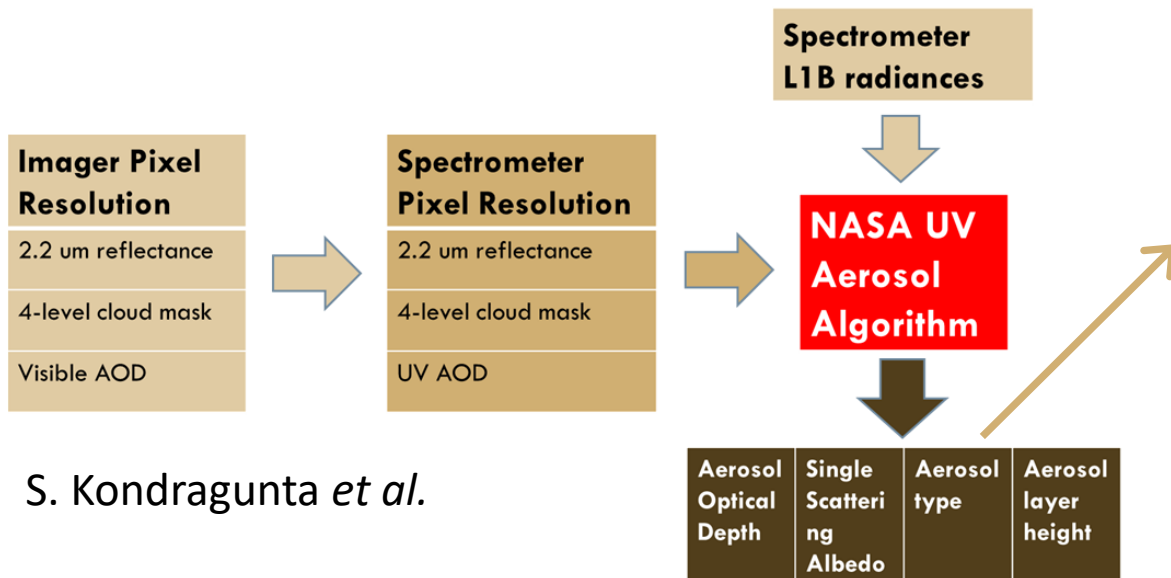 Spectrometer
L1B radiances
Imager Pixel
Resolution
2.2 um reflectance
4-level cloud mask
Visible AOD
Spectrometer
Pixel Resolution
2.2 um reflectance
4-level cloud mask
UV AOD
NASA UV
Aerosol
Algorithm
Aerosol
Optical
Depth
Single
Scatteri
ng
Albedo
Aerosol
type
Aerosol
layer
height
S. Kondragunta et al.